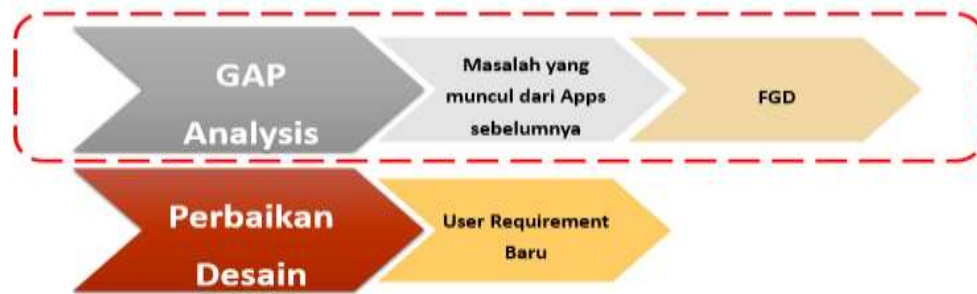 GAP
Analysis
Masalah yang
muncul dari Apps
sebelumnya
FGD
Perbaikan
Desain
User Requirement
Baru